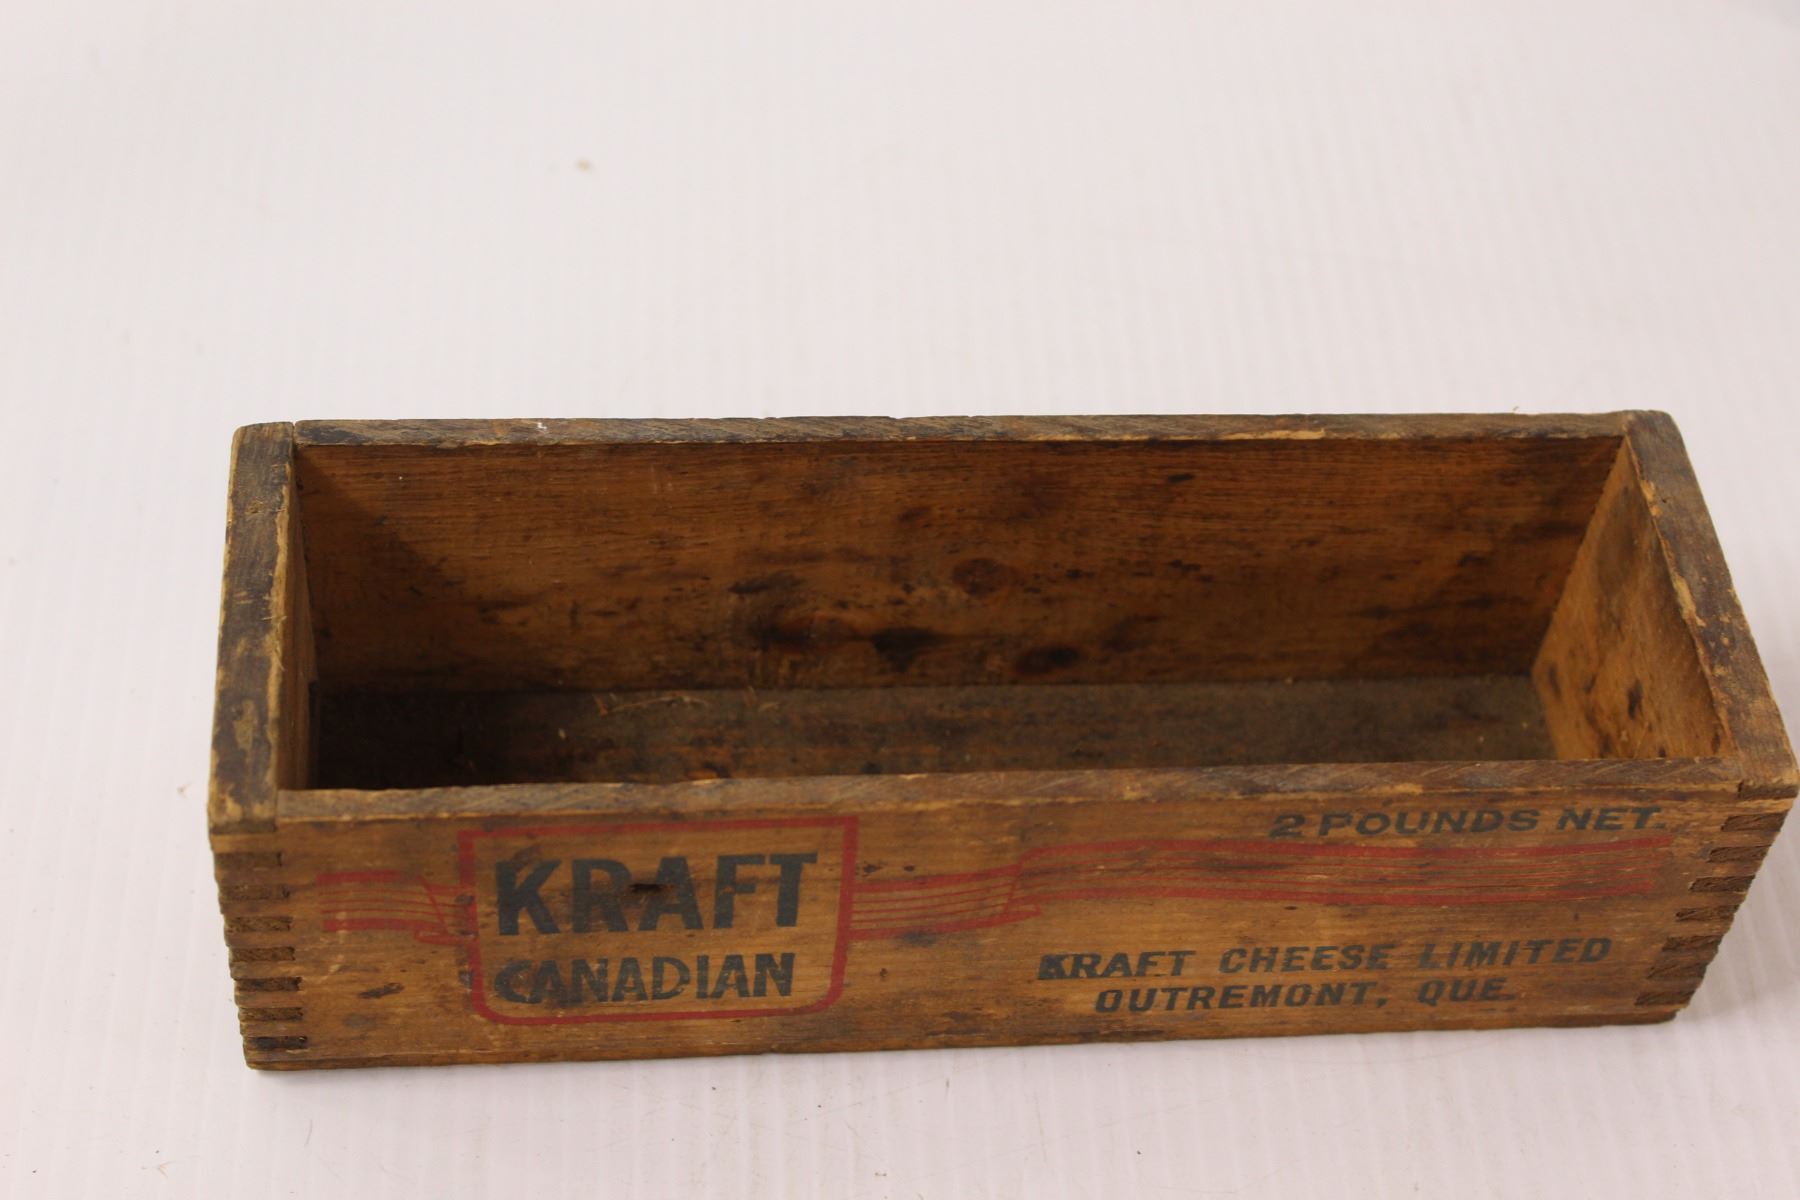 KRAFT
CANADIAN
2 POUNDS NET.
KRAFT CHEESE LIMITED
OUTREMONT, QUE.